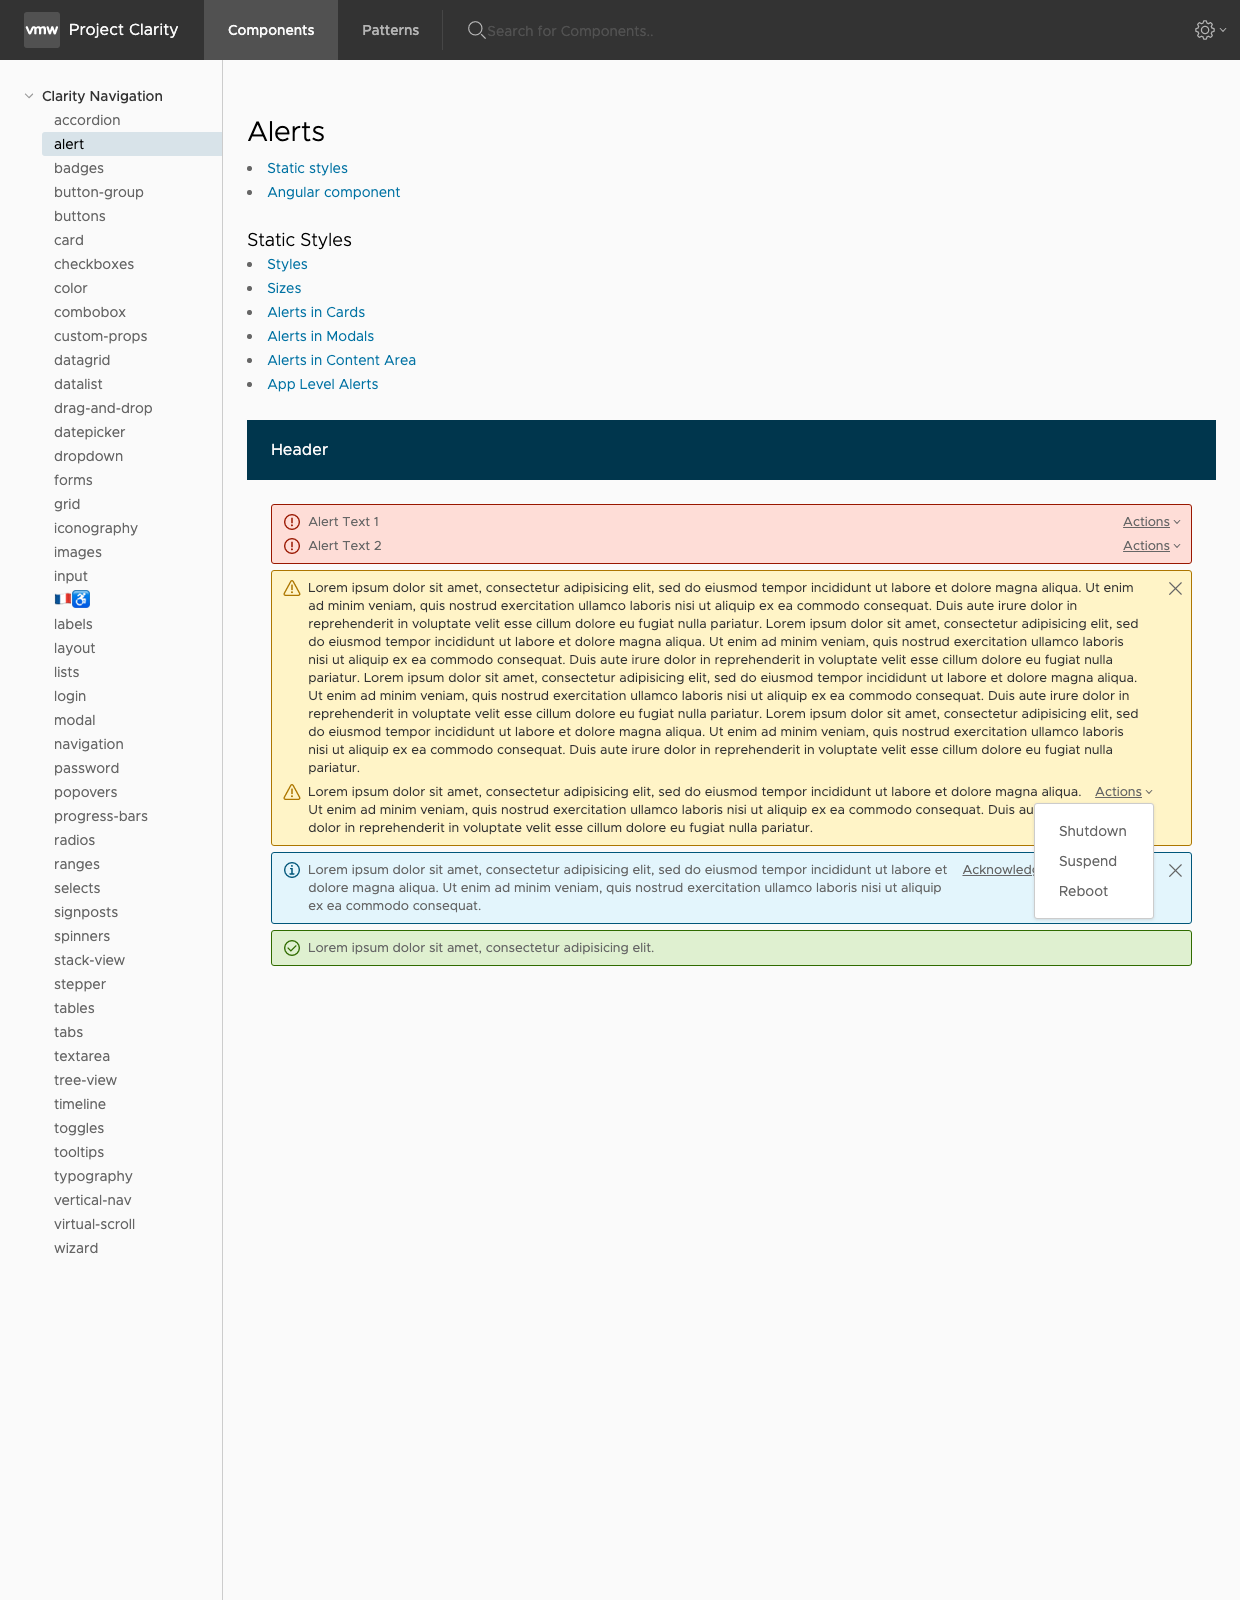 vmw Project Clarity Components Patterns Search for Components..
Clarity Navigation
accordion
alert
badges
button-group
buttons
card
checkboxes
color
combobox
custom-props
datagrid
datalist
drag-and-drop
datepicker
dropdown
forms
grid
iconography
images
input
🇫🇷♿
labels
layout
lists
login
modal
navigation
password
popovers
progress-bars
radios
ranges
selects
signposts
spinners
stack-view
stepper
tables
tabs
textarea
tree-view
timeline
toggles
tooltips
typography
vertical-nav
virtual-scroll
wizard
Alerts
Static styles
Angular component
Static Styles
Styles
Sizes
Alerts in Cards
Alerts in Modals
Alerts in Content Area
App Level Alerts
Header
Alert Text 1 Actions
Alert Text 2 Actions
Lorem ipsum dolor sit amet, consectetur adipisicing elit, sed do eiusmod tempor incididunt ut labore et dolore magna aliqua. Ut enim
ad minim veniam, quis nostrud exercitation ullamco laboris nisi ut aliquip ex ea commodo consequat. Duis aute irure dolor in
reprehenderit in voluptate velit esse cillum dolore eu fugiat nulla pariatur. Lorem ipsum dolor sit amet, consectetur adipisicing elit, sed
do eiusmod tempor incididunt ut labore et dolore magna aliqua. Ut enim ad minim veniam, quis nostrud exercitation ullamco laboris
nisi ut aliquip ex ea commodo consequat. Duis aute irure dolor in reprehenderit in voluptate velit esse cillum dolore eu fugiat nulla
pariatur. Lorem ipsum dolor sit amet, consectetur adipisicing elit, sed do eiusmod tempor incididunt ut labore et dolore magna aliqua.
Ut enim ad minim veniam, quis nostrud exercitation ullamco laboris nisi ut aliquip ex ea commodo consequat. Duis aute irure dolor in
reprehenderit in voluptate velit esse cillum dolore eu fugiat nulla pariatur. Lorem ipsum dolor sit amet, consectetur adipisicing elit, sed
do eiusmod tempor incididunt ut labore et dolore magna aliqua. Ut enim ad minim veniam, quis nostrud exercitation ullamco laboris
nisi ut aliquip ex ea commodo consequat. Duis aute irure dolor in reprehenderit in voluptate velit esse cillum dolore eu fugiat nulla
pariatur.
Lorem ipsum dolor sit amet, consectetur adipisicing elit, sed do eiusmod tempor incididunt ut labore et dolore magna aliqua. Actions
Ut enim ad minim veniam, quis nostrud exercitation ullamco laboris nisi ut aliquip ex ea commodo consequat. Duis au
dolor in reprehenderit in voluptate velit esse cillum dolore eu fugiat nulla pariatur.
Shutdown
Suspend
Reboot
Lorem ipsum dolor sit amet, consectetur adipisicing elit, sed do eiusmod tempor incididunt ut labore et Acknowled
dolore magna aliqua. Ut enim ad minim veniam, quis nostrud exercitation ullamco laboris nisi ut aliquip
ex ea commodo consequat.
Lorem ipsum dolor sit amet, consectetur adipisicing elit.